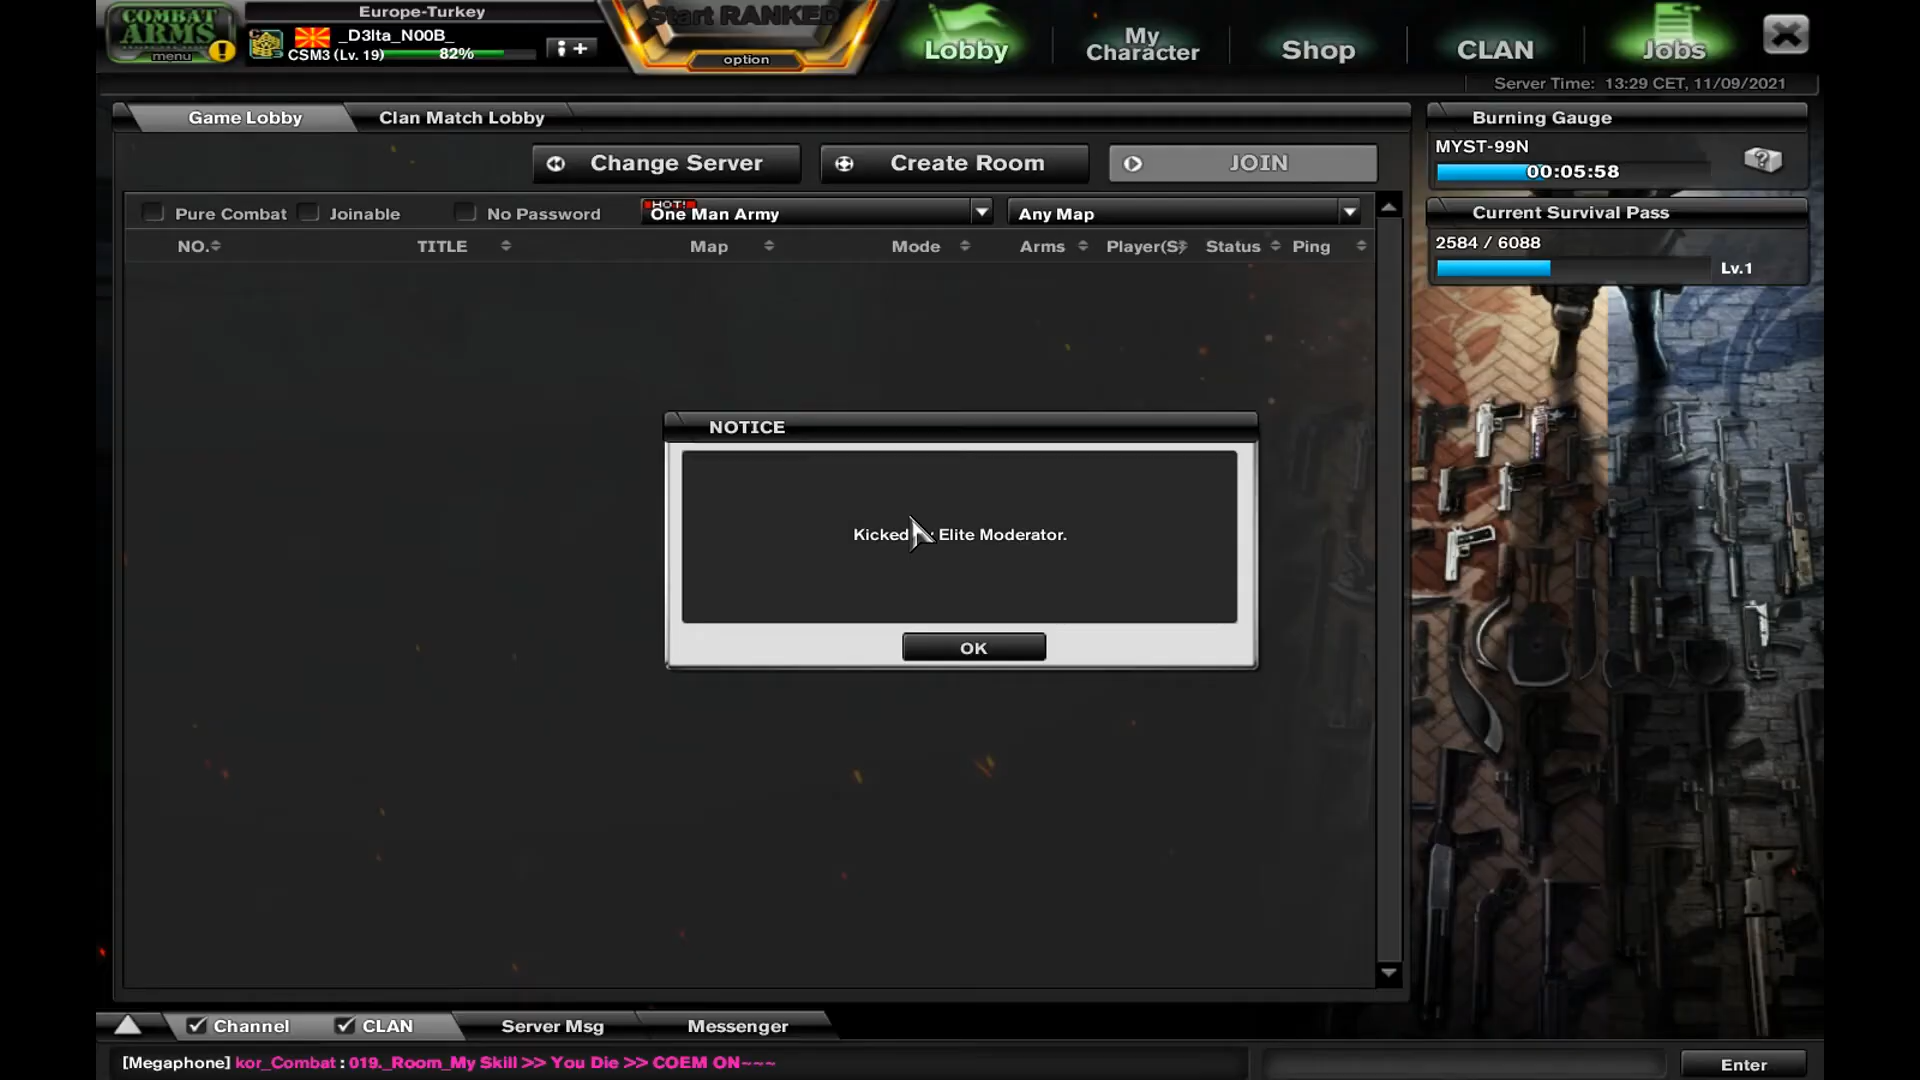 COMBAT
ARMS
menu
Europe-Turkey
_D3lta_N00B_
CSM3 (Lv. 19)
82%
Start RANKED
option
Lobby
My
Character
Shop
CLAN
Jobs
Server Time: 13:29 CET, 11/09/2021
Game Lobby
Clan Match Lobby
Change Server
Create Room
JOIN
Pure Combat
Joinable
No Password
HOT!
One Man Army
Any Map
NO.
TITLE
Map
Mode
Arms
Player(S)
Status
Ping
Burning Gauge
MYST-99N
00:05:58
Current Survival Pass
2584 / 6088
Lv.1
NOTICE
Kicked Elite Moderator.
OK
Channel
CLAN
Server Msg
Messenger
[Megaphone] kor_Combat : 019._Room_My Skill >> You Die >> COEM ON~~~
Enter